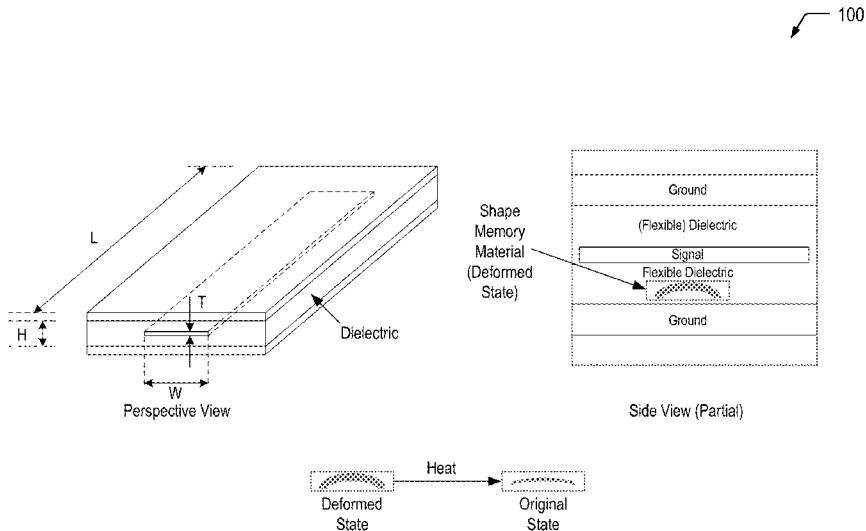 100
L
H
T
W
Dielectric
Perspective View
Shape
Memory
Material
(Deformed
State)
Ground
(Flexible) Dielectric
Signal
Flexible Dielectric
Ground
Side View (Partial)
Heat
Deformed
State
Original
State